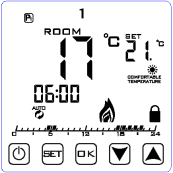 1
R
ROOM
17 °C
SET
21. °C
COMFORTABLE
TEMPERATURE
06:00
AUTO
0 6 12 18 24
SET OK